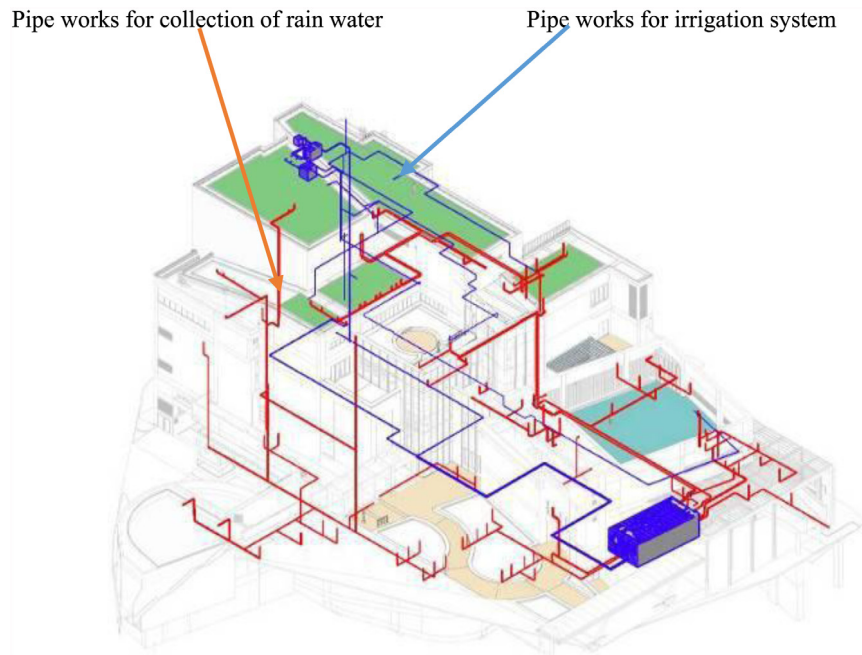 Pipe works for collection of rain water
Pipe works for irrigation system